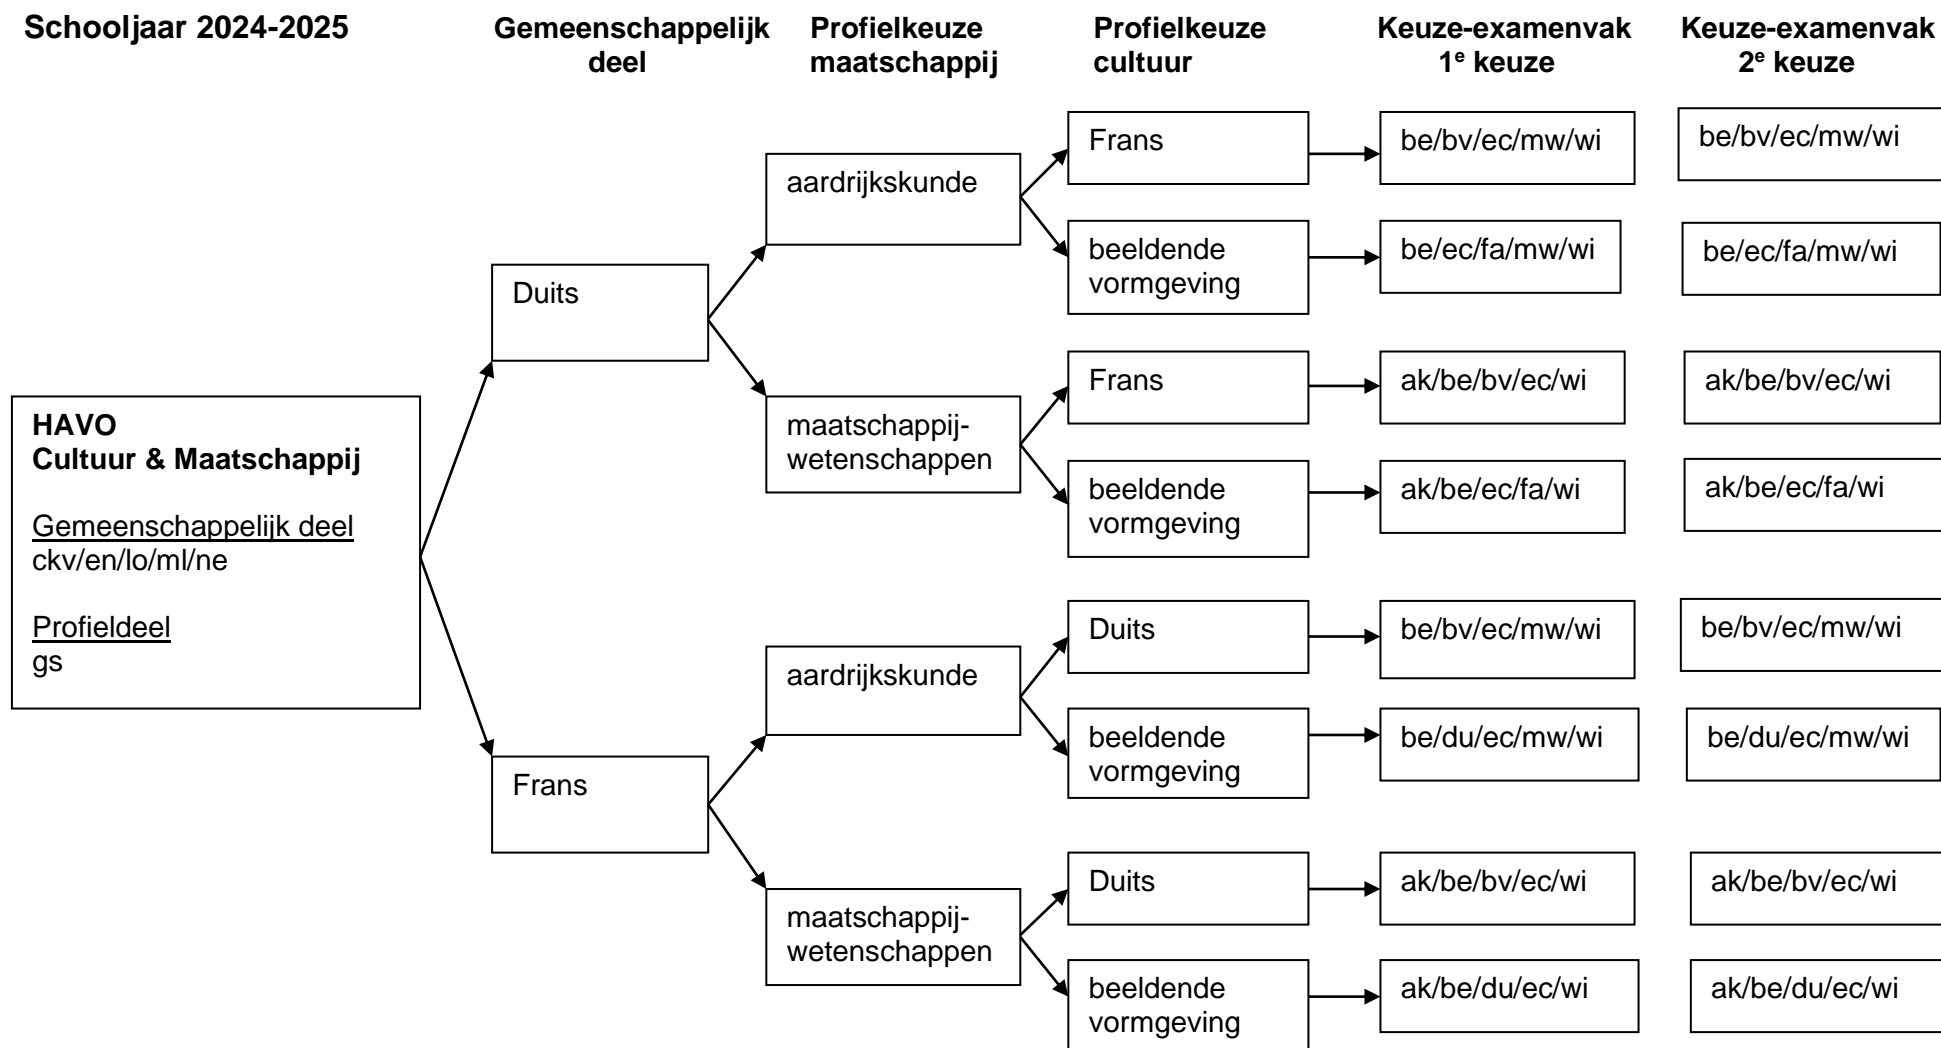 Schooljaar 2024-2025
Gemeenschappelijk
deel
Profielkeuze
maatschappij
Profielkeuze
cultuur
Keuze-examenvak
1e keuze
Keuze-examenvak
2e keuze
HAVO
Cultuur & Maatschappij
Gemeenschappelijk deel
ckv/en/lo/ml/ne
Profieldeel
gs
Duits
aardrijkskunde
Frans
be/bv/ec/mw/wi
be/bv/ec/mw/wi
beeldende
vormgeving
be/ec/fa/mw/wi
be/ec/fa/mw/wi
maatschappij-
wetenschappen
Frans
ak/be/bv/ec/wi
ak/be/bv/ec/wi
beeldende
vormgeving
ak/be/ec/fa/wi
ak/be/ec/fa/wi
Frans
aardrijkskunde
Duits
be/bv/ec/mw/wi
be/bv/ec/mw/wi
beeldende
vormgeving
be/du/ec/mw/wi
be/du/ec/mw/wi
maatschappij-
wetenschappen
Duits
ak/be/bv/ec/wi
ak/be/bv/ec/wi
beeldende
vormgeving
ak/be/du/ec/wi
ak/be/du/ec/wi